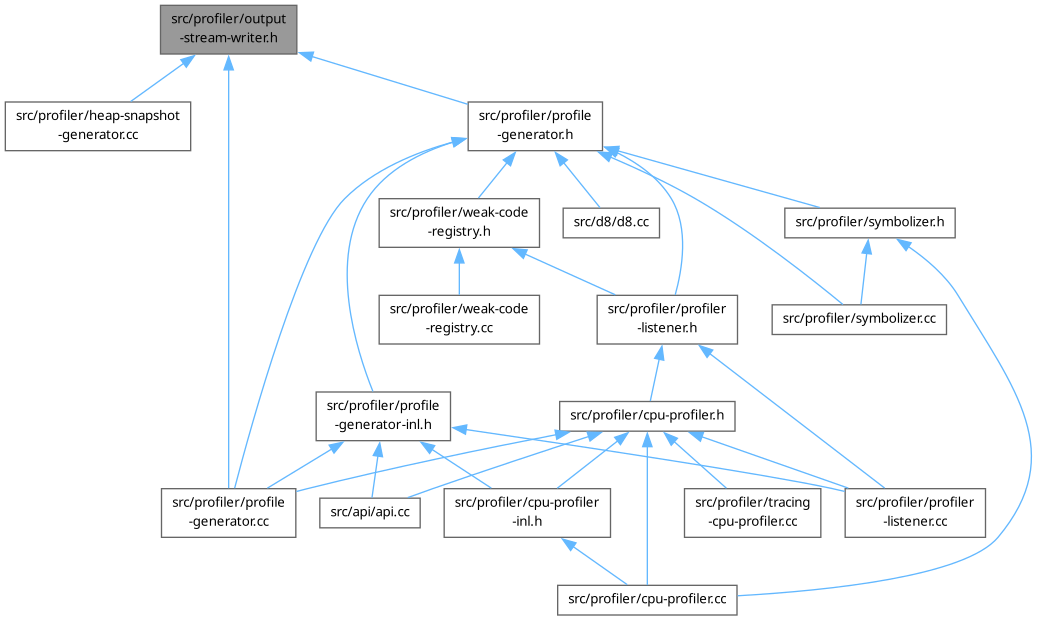 src/profiler/output
-stream-writer.h
src/profiler/heap-snapshot
-generator.cc
src/profiler/profile
-generator.h
src/profiler/weak-code
-registry.h
src/d8/d8.cc
src/profiler/symbolizer.h
src/profiler/weak-code
-registry.cc
src/profiler/profiler
-listener.h
src/profiler/symbolizer.cc
src/profiler/profile
-generator-inl.h
src/profiler/cpu-profiler.h
src/profiler/profile
-generator.cc
src/api/api.cc
src/profiler/cpu-profiler
-inl.h
src/profiler/tracing
-cpu-profiler.cc
src/profiler/profiler
-listener.cc
src/profiler/cpu-profiler.cc